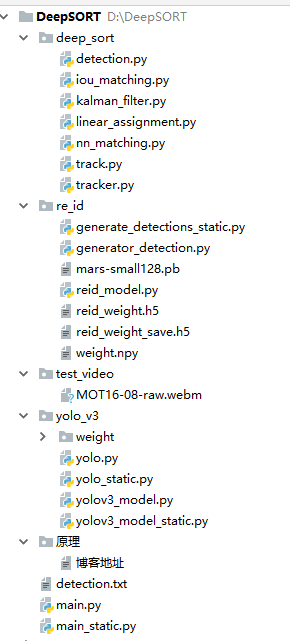 DeepSORT D:\DeepSORT
deep_sort
detection.py
iou_matching.py
kalman_filter.py
linear_assignment.py
nn_matching.py
track.py
tracker.py
re_id
generate_detections_static.py
generator_detection.py
mars-small128.pb
reid_model.py
reid_weight.h5
reid_weight_save.h5
weight.npy
test_video
MOT16-08-raw.webm
yolo_v3
weight
yolo.py
yolo_static.py
yolov3_model.py
yolov3_model_static.py
原理
博客地址
detection.txt
main.py
main_static.py